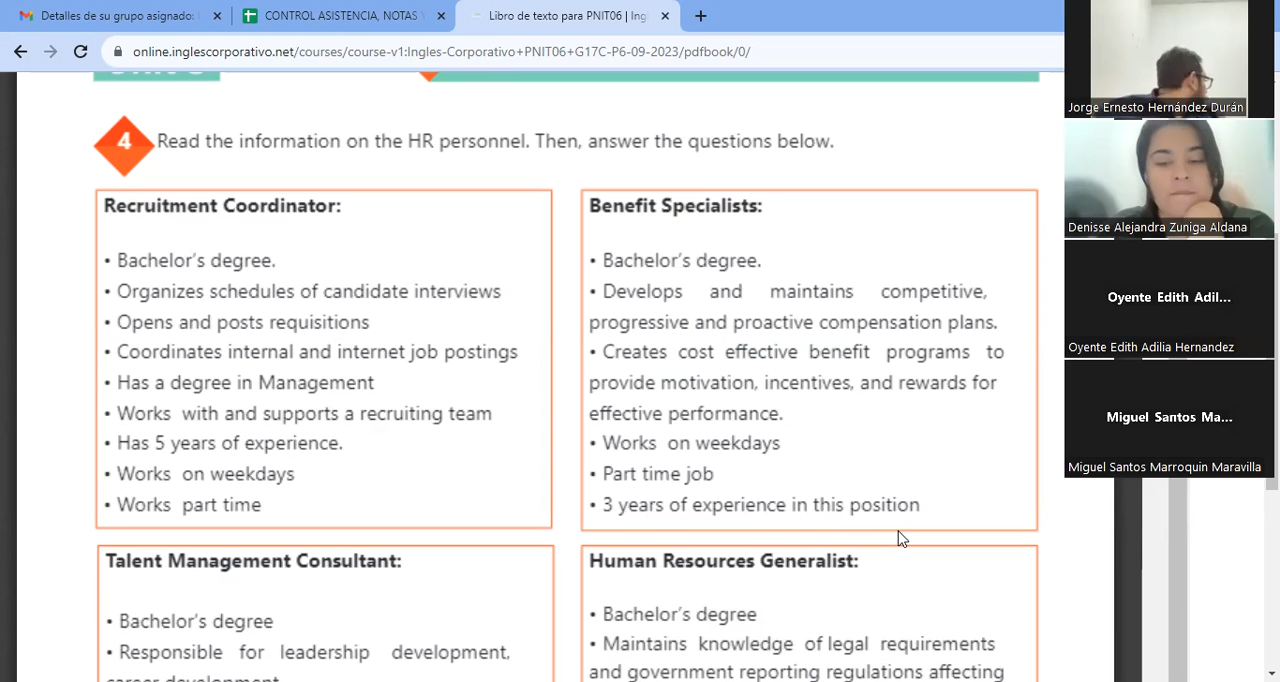 Detalles de su grupo asignado:
CONTROL ASISTENCIA, NOTAS Y
Libro de texto para PNIT06 | Ing
online.inglescorporativo.net/courses/course-v1:Ingles-Corporativo+PNIT06+G17C-P6-09-2023/pdfbook/0/
4 Read the information on the HR personnel. Then, answer the questions below.
Recruitment Coordinator:
• Bachelor's degree.
• Organizes schedules of candidate interviews
• Opens and posts requisitions
• Coordinates internal and internet job postings
• Has a degree in Management
• Works with and supports a recruiting team
• Has 5 years of experience.
• Works on weekdays
• Works part time
Benefit Specialists:
• Bachelor's degree.
• Develops and maintains competitive,
progressive and proactive compensation plans.
• Creates cost effective benefit programs to
provide motivation, incentives, and rewards for
effective performance.
• Works on weekdays
• Part time job
• 3 years of experience in this position
Talent Management Consultant:
• Bachelor's degree
• Responsible for leadership development,
career development
Human Resources Generalist:
• Bachelor's degree
• Maintains knowledge of legal requirements
and government reporting regulations affecting
Jorge Ernesto Hernández Durán
Denisse Alejandra Zuniga Aldana
Oyente Edith Adil...
Oyente Edith Adilia Hernandez
Miguel Santos Ma...
Miguel Santos Marroquin Maravilla